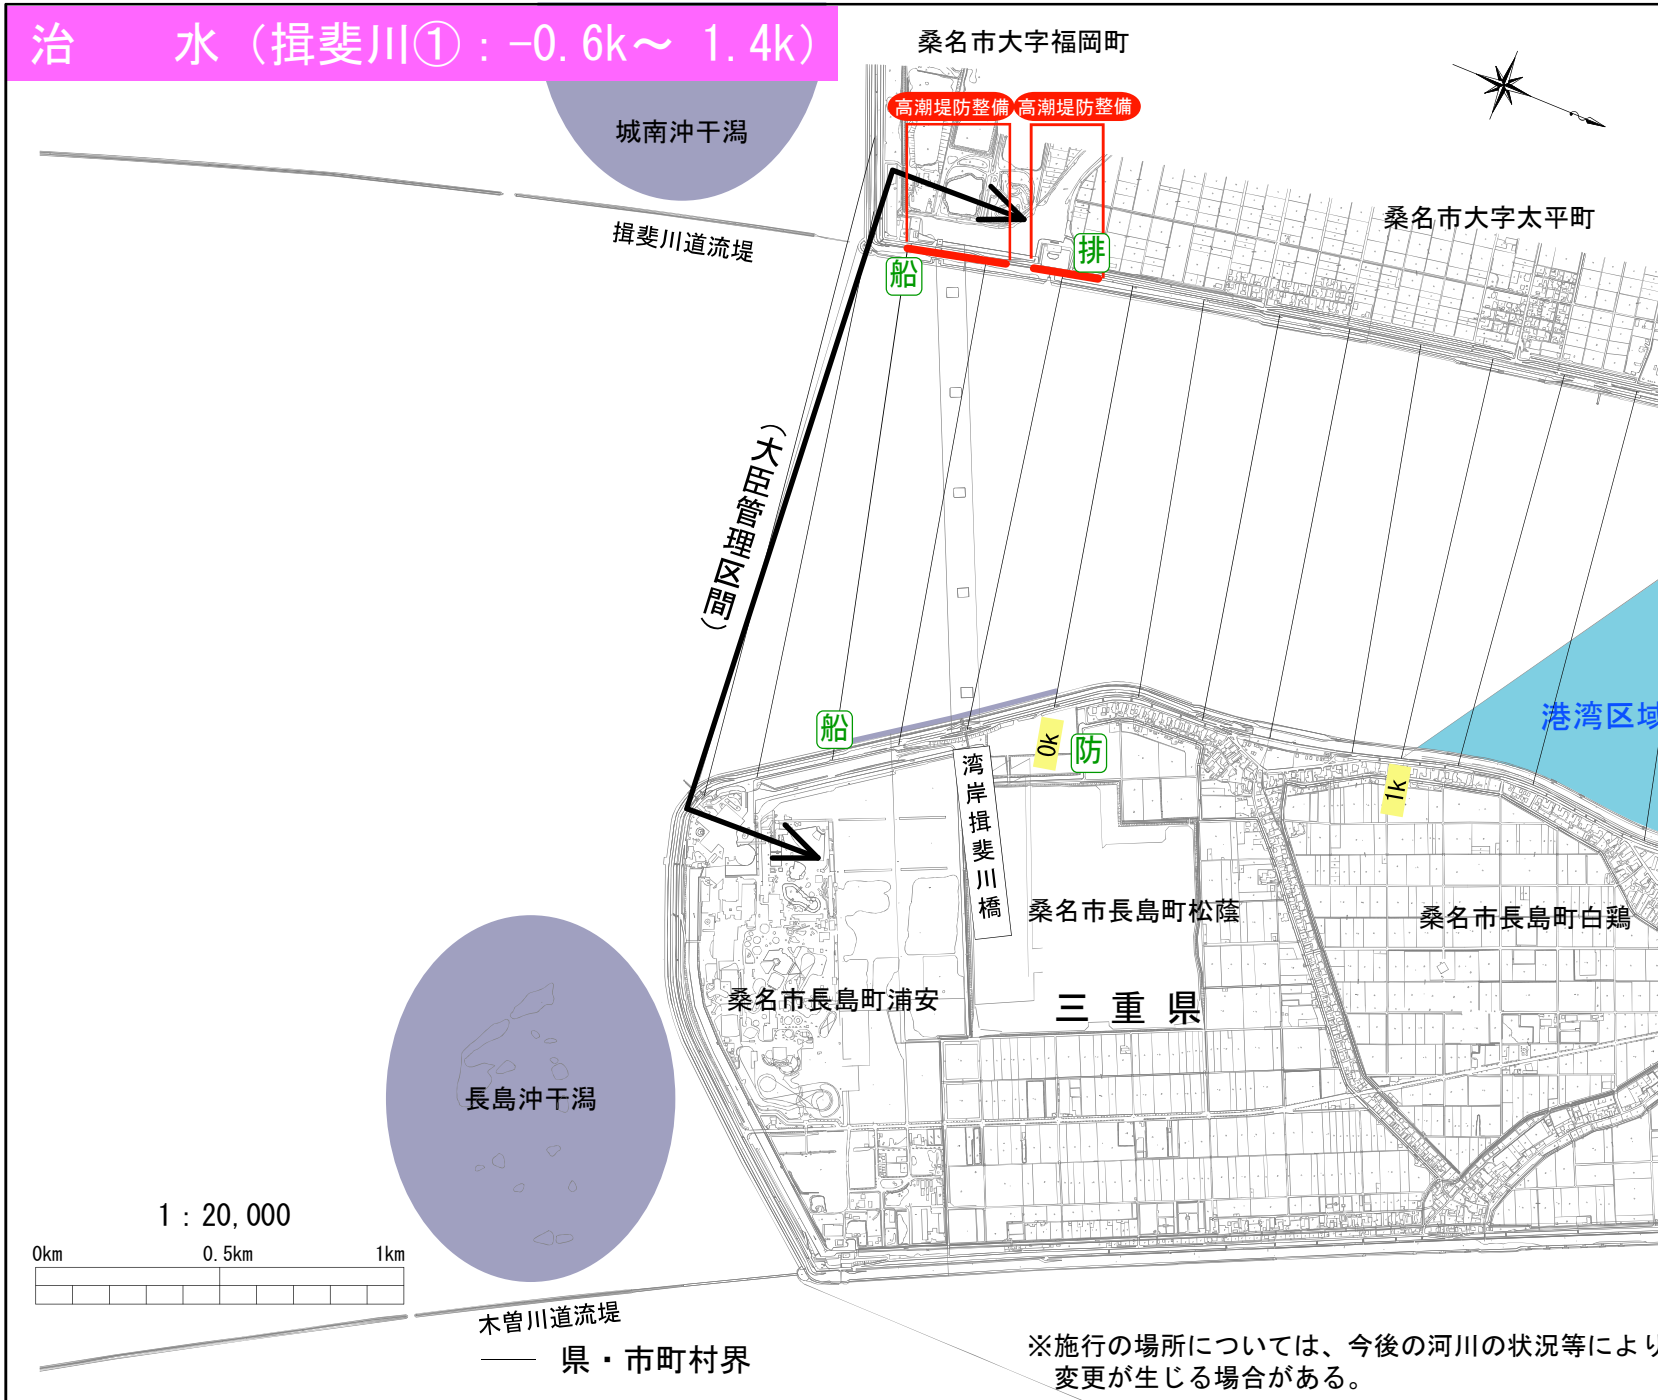 治　　水（揖斐川①：-0.6k～ 1.4k）
桑名市大字福岡町
高潮堤防整備
高潮堤防整備
城南沖干潟
桑名市大字太平町
揖斐川道流堤
排
船
（大臣管理区間）
船
0k
防
港湾区域
1k
湾岸揖斐川橋
桑名市長島町松蔭
桑名市長島町白鶏
桑名市長島町浦安
三 重 県
長島沖干潟
1：20,000
0km 0.5km 1km
木曽川道流堤
県・市町村界
※施行の場所については、今後の河川の状況等により
変更が生じる場合がある。